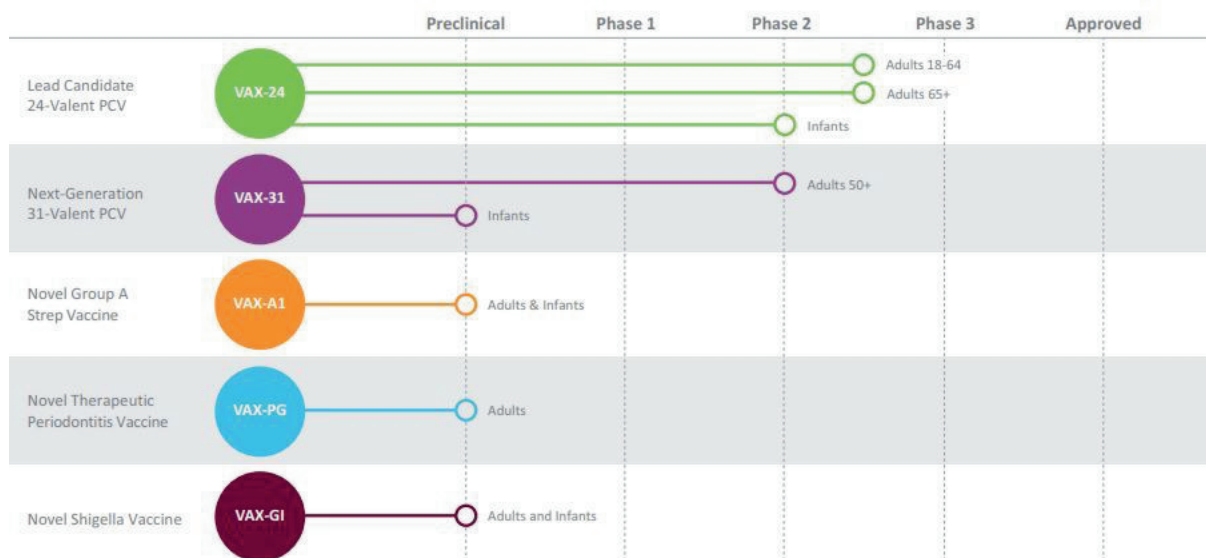 Preclinical Phase 1 Phase 2 Phase 3 Approved
Adults 18-64
Lead Candidate
24-Valent PCV
VAX-24
Adults 65+
Infants
Next-Generation
31-Valent PCV
VAX-31
Adults 50+
Infants
Novel Group A
Strep Vaccine
VAX-A1
Adults & Infants
Novel Therapeutic
Periodontitis Vaccine
VAX-PG
Adults
Novel Shigella Vaccine
VAX-GI
Adults and Infants